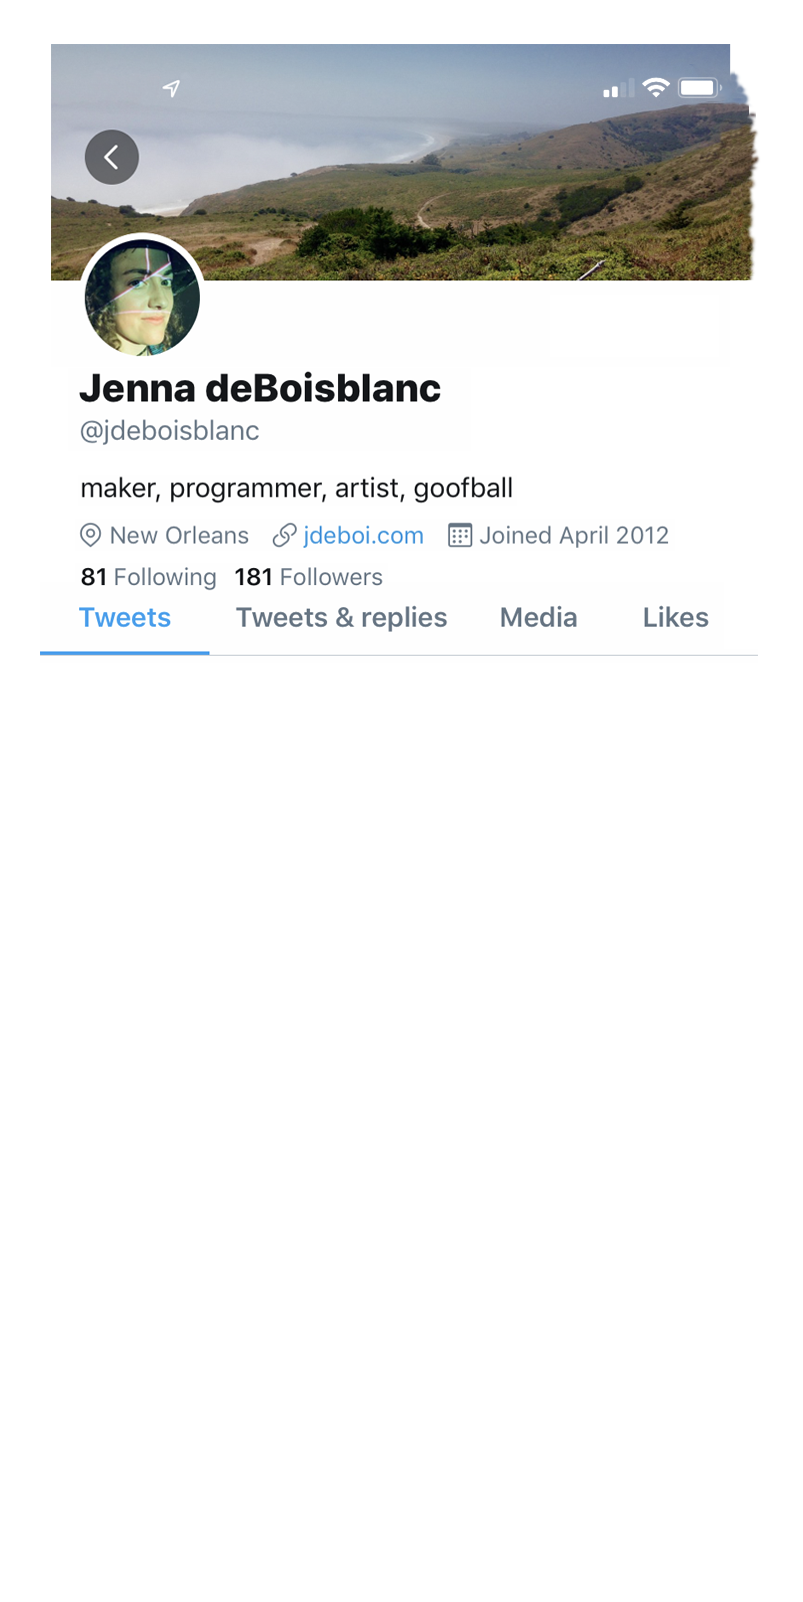 Jenna deBoisblanc
@jdeboisblanc
maker, programmer, artist, goofball
New Orleans jdeboi.com Joined April 2012
81 Following 181 Followers
Tweets Tweets & replies Media Likes